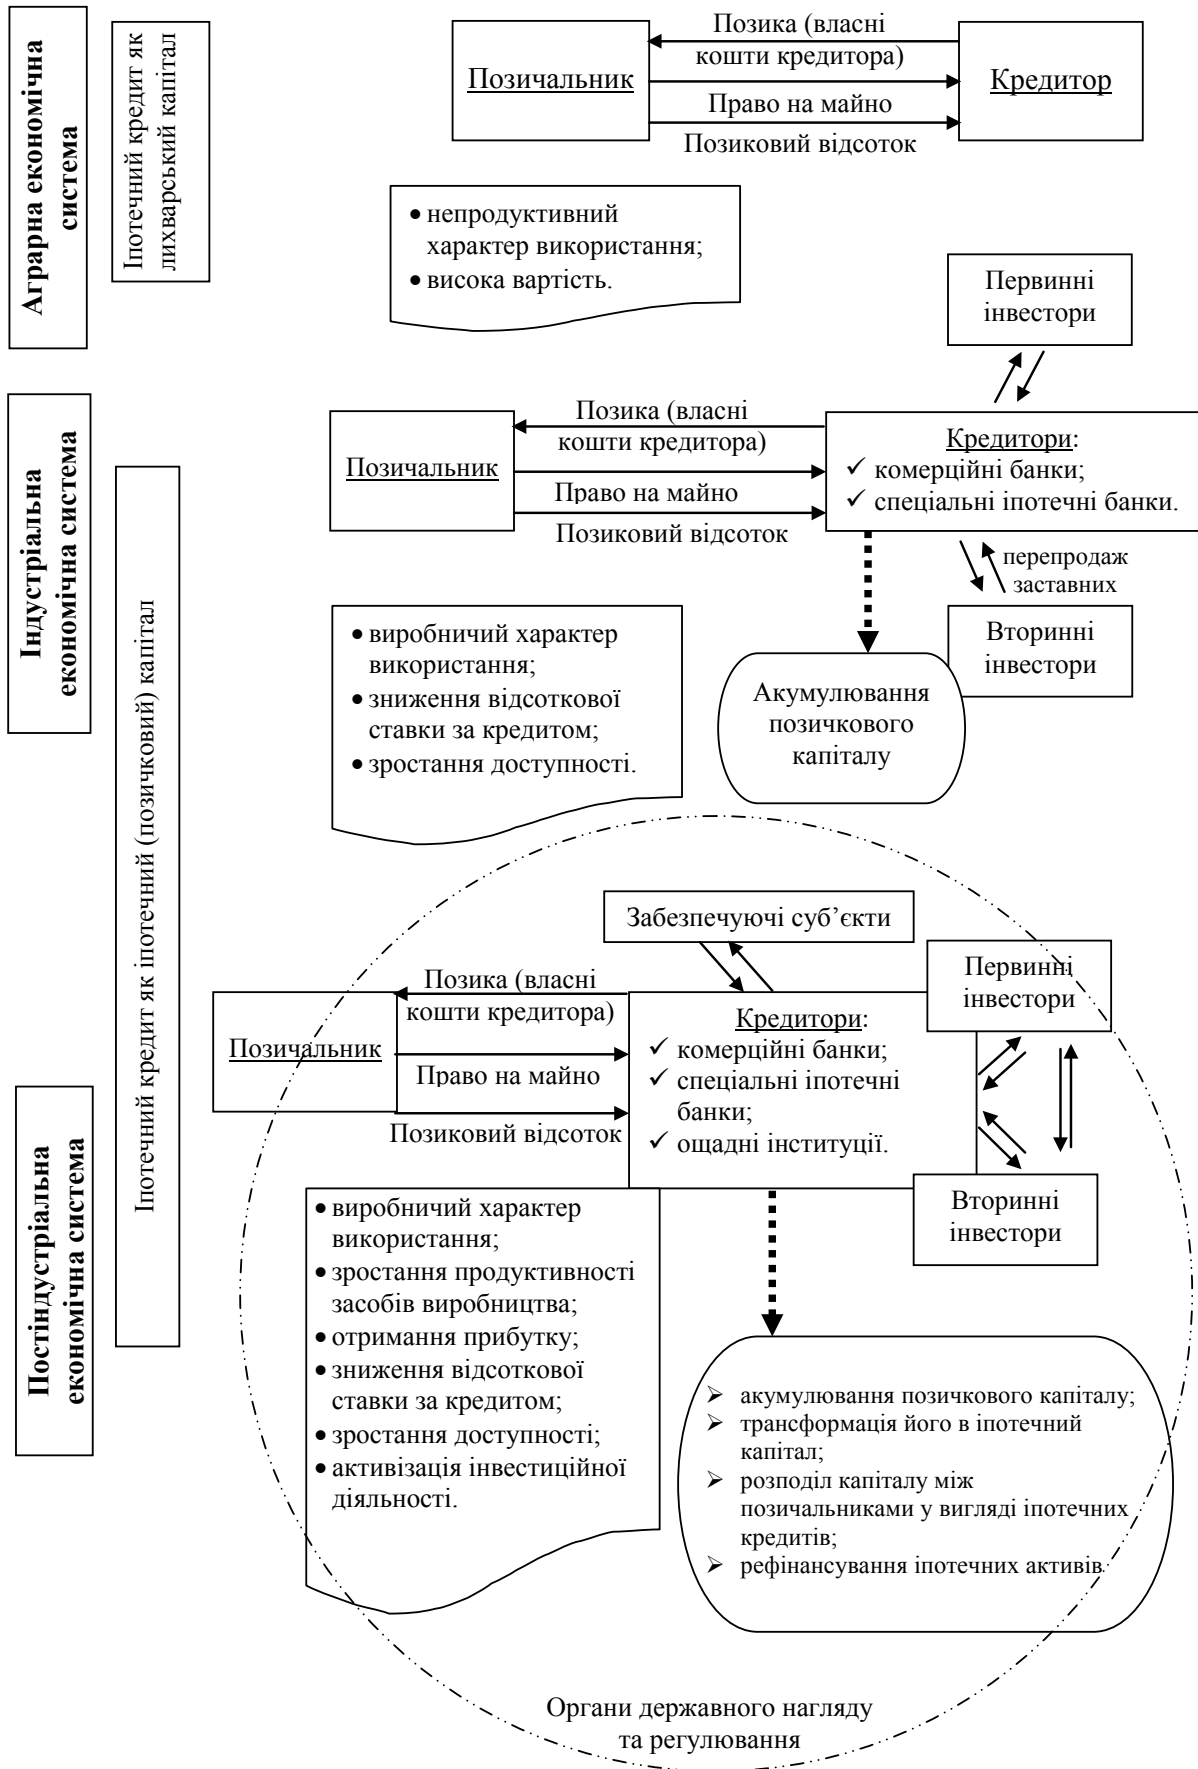 Аграрна економічна
система
Іпотечний кредит як
лихварський капітал
Позичальник
Позика (власні
кошти кредитора)
Право на майно
Позиковий відсоток
Кредитор
• непродуктивний
характер використання;
• висока вартість.
Первинні
інвестори
Індустріальна
економічна система
Іпотечний кредит як іпотечний (позичковий) капітал
Позичальник
Позика (власні
кошти кредитора)
Право на майно
Позиковий відсоток
Кредитори:
✓ комерційні банки;
✓ спеціальні іпотечні банки.
перепродаж
заставних
Вторинні
інвестори
• виробничий характер
використання;
• зниження відсоткової
ставки за кредитом;
• зростання доступності.
Акумулювання
позичкового
капіталу
Постіндустріальна
економічна система
Забезпечуючі суб’єкти
Позичальник
Позика (власні
кошти кредитора)
Право на майно
Позиковий відсоток
Кредитори:
✓ комерційні банки;
✓ спеціальні іпотечні
банки;
✓ ощадні інституції.
Первинні
інвестори
Вторинні
інвестори
• виробничий характер
використання;
• зростання продуктивності
засобів виробництва;
• отримання прибутку;
• зниження відсоткової
ставки за кредитом;
• зростання доступності;
• активізація інвестиційної
діяльності.
➢ акумулювання позичкового капіталу;
➢ трансформація його в іпотечний
капітал;
➢ розподіл капіталу між
позичальниками у вигляді іпотечних
кредитів;
➢ рефінансування іпотечних активів
Органи державного нагляду
та регулювання